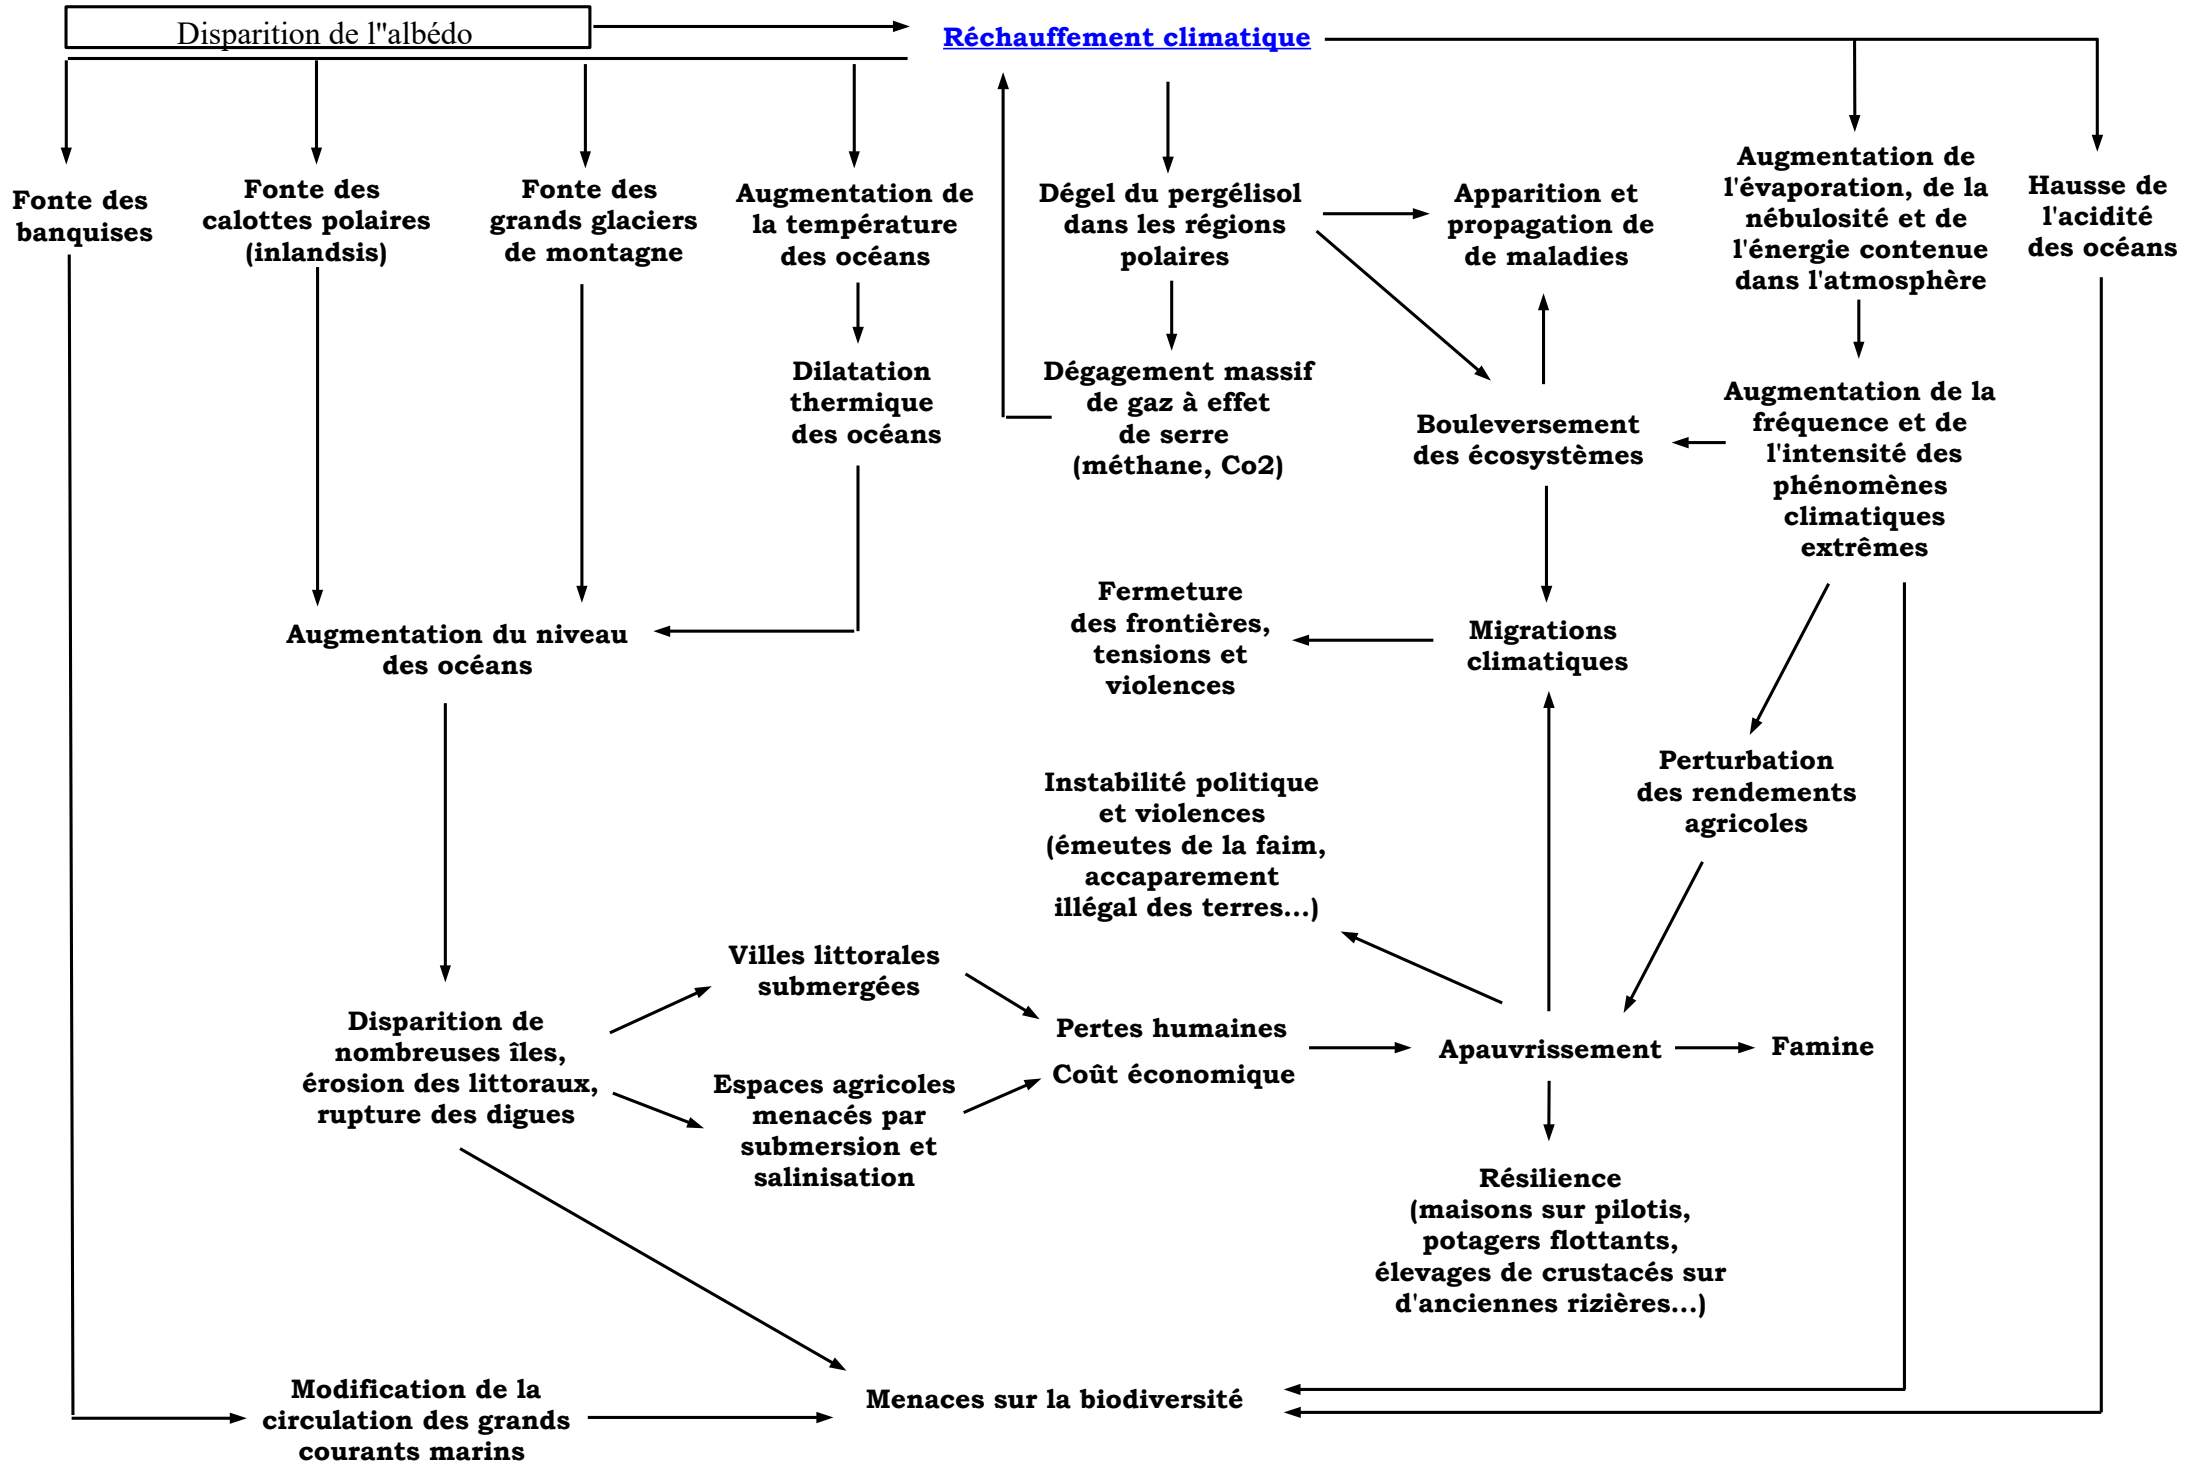 Disparition de l"albédo
Réchauffement climatique
Fonte des
banquises
Fonte des
calottes polaires
(inlandsis)
Fonte des
grands glaciers
de montagne
Augmentation de
la température
des océans
Dégel du pergélisol
dans les régions
polaires
Apparition et
propagation de
de maladies
Augmentation de
l'évaporation, de la
nébulosité et de
l'énergie contenue
dans l'atmosphère
Hausse de
l'acidité
des océans
Dilatation
thermique
des océans
Dégagement massif
de gaz à effet
de serre
(méthane, Co2)
Bouleversement
des écosystèmes
Augmentation de la
fréquence et de
l'intensité des
phénomènes
climatiques
extrêmes
Augmentation du niveau
des océans
Fermeture
des frontières,
tensions et
violences
Migrations
climatiques
Instabilité politique
et violences
(émeutes de la faim,
accaparement
illégal des terres...)
Perturbation
des rendements
agricoles
Disparition de
nombreuses îles,
érosion des littoraux,
rupture des digues
Villes littorales
submergées
Espaces agricoles
menacés par
submersion et
salinisation
Pertes humaines
Coût économique
Apauvrissement
Famine
Résilience
(maisons sur pilotis,
potagers flottants,
élevages de crustacés sur
d'anciennes rizières...)
Modification de la
circulation des grands
courants marins
Menaces sur la biodiversité